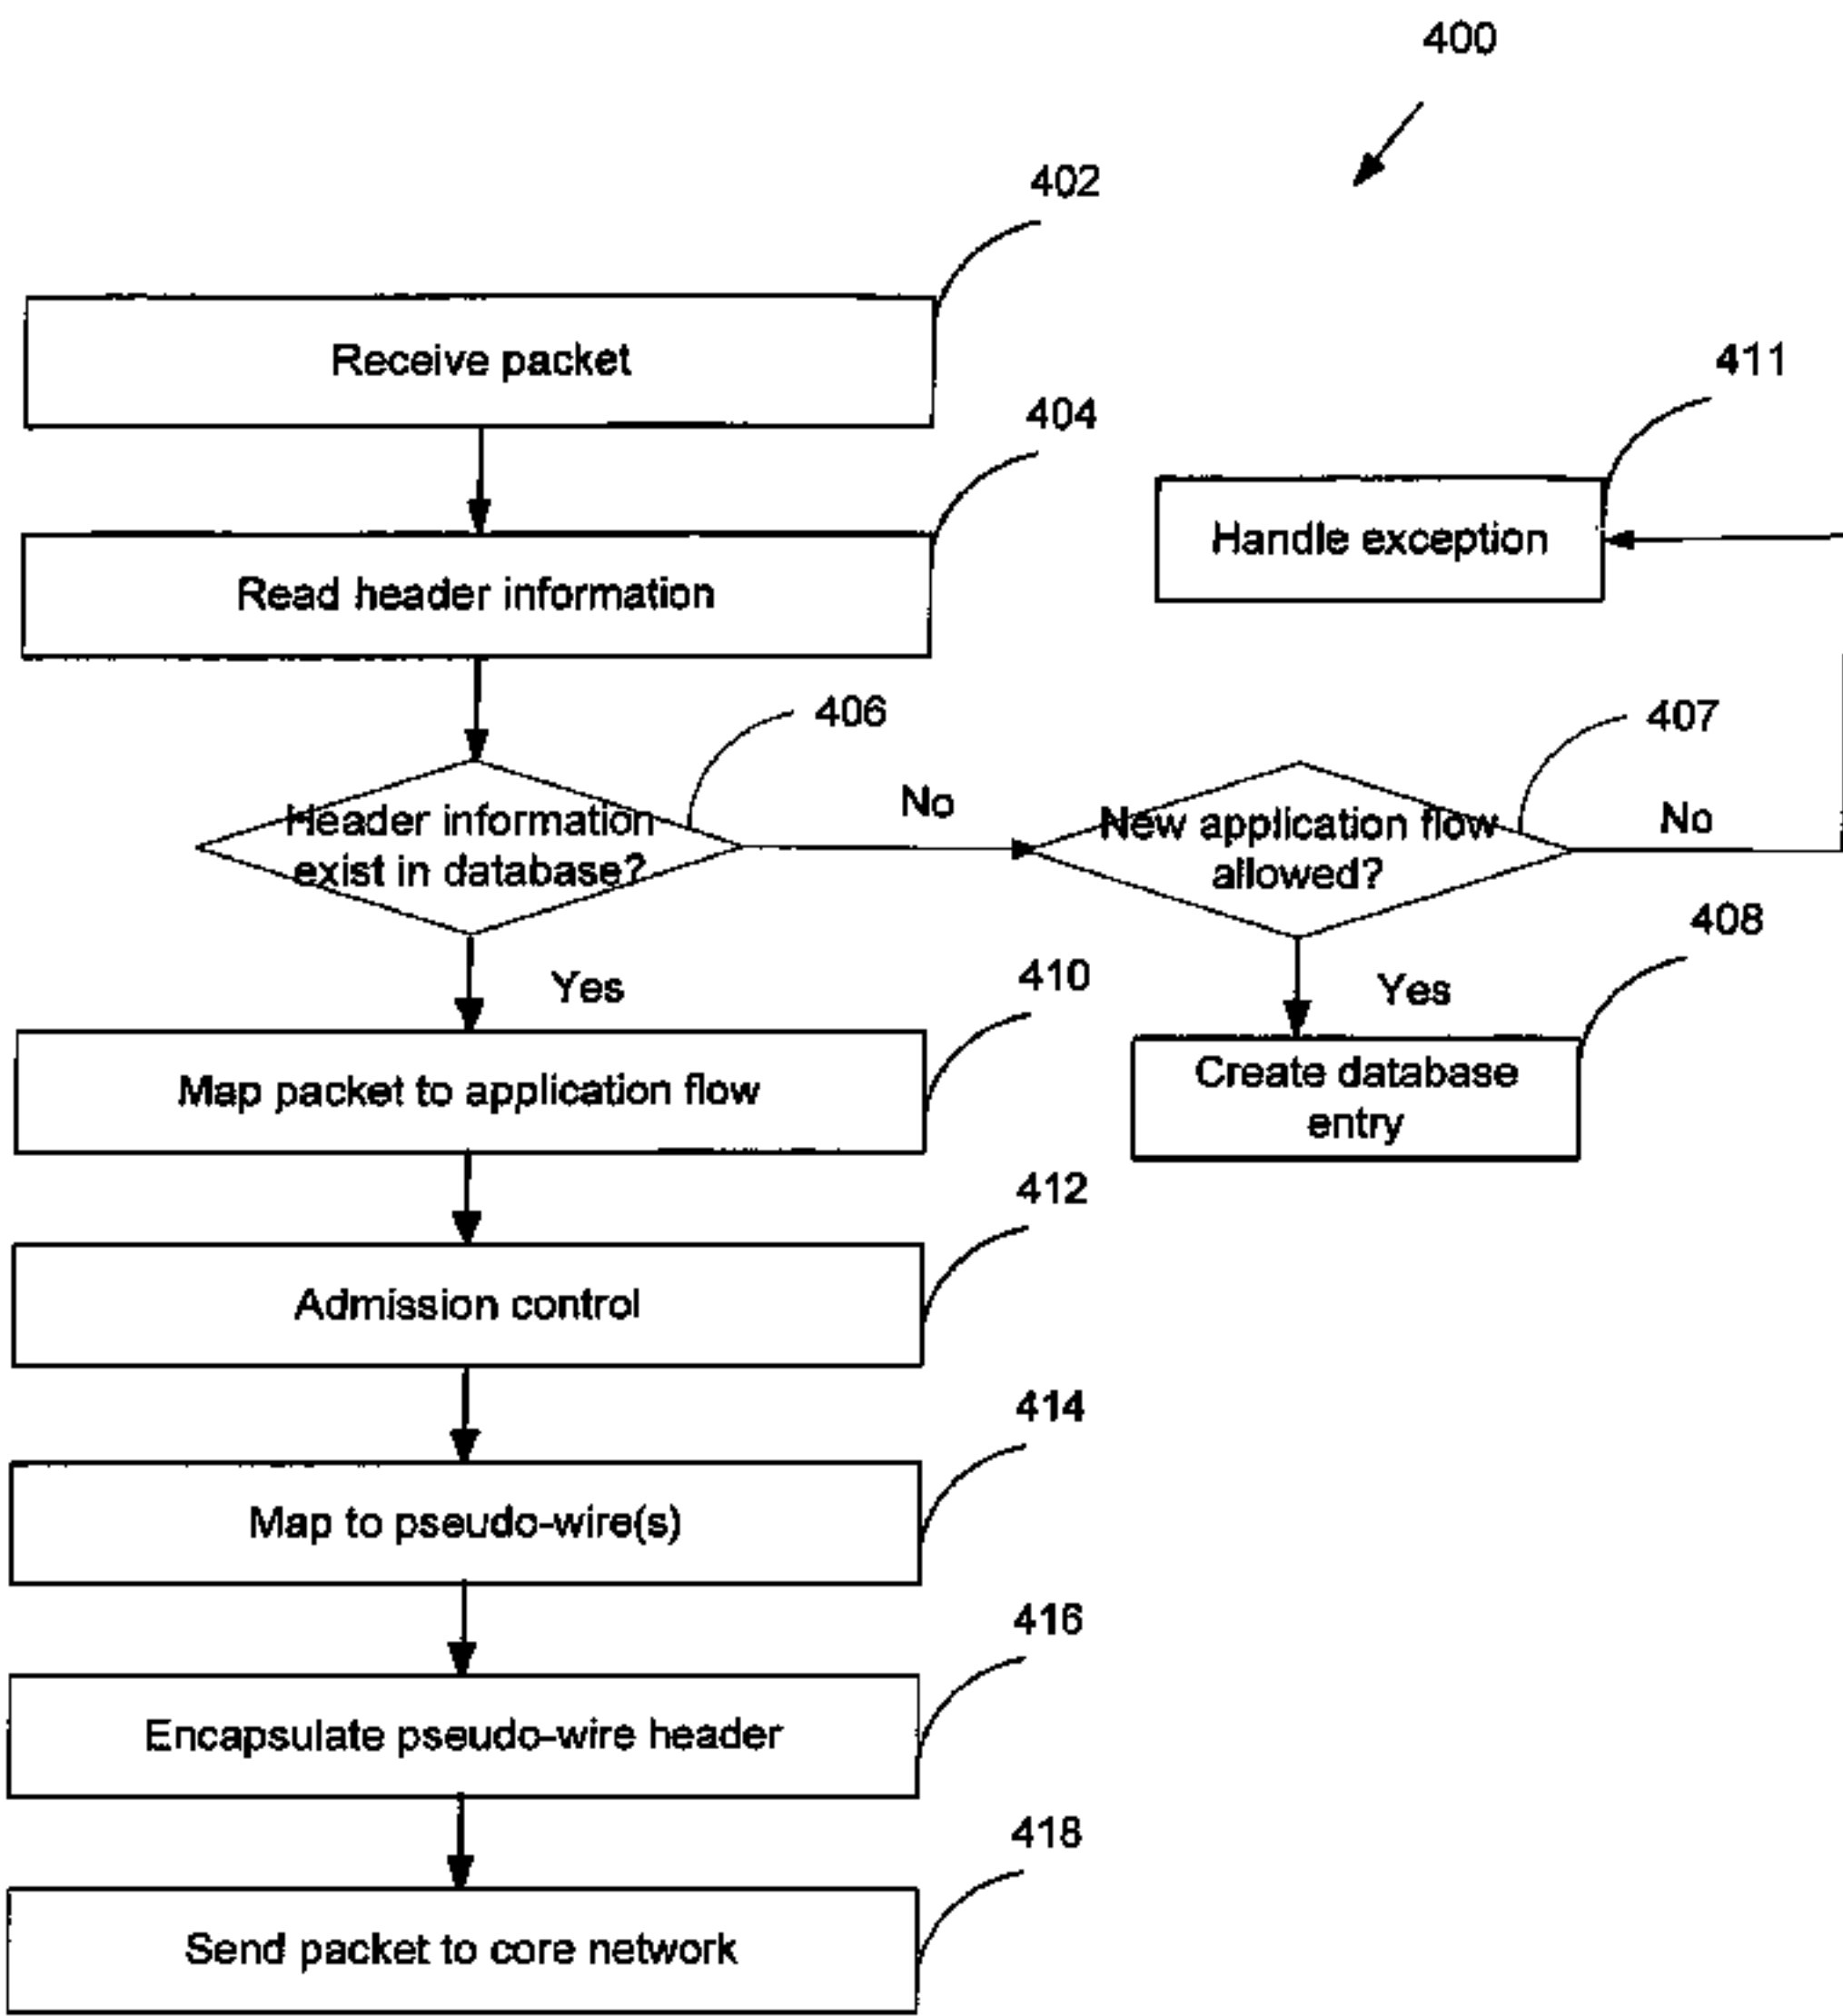 400
402
Receive packet
411
404
Handle exception
Read header information
406
407
Header information
exist in database?
No
New application flow
allowed?
No
408
Yes
410
Yes
Map packet to application flow
Create database
entry
412
Admission control
414
Map to pseudo-wire(s)
416
Encapsulate pseudo-wire header
418
Send packet to core network